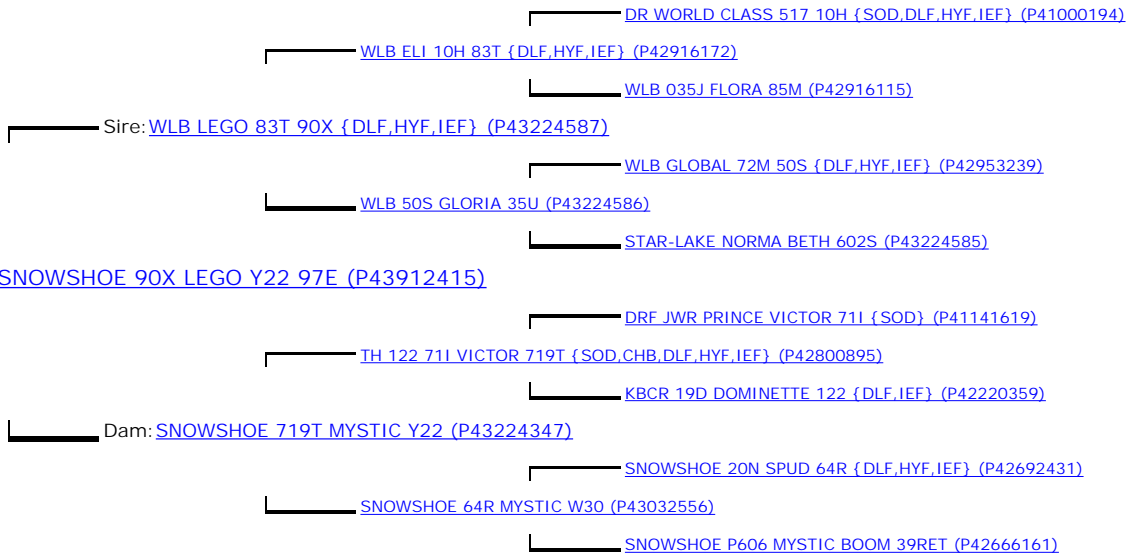 DR WORLD CLASS 517 10H {SOD,DLF,HYF,IEF} (P41000194)
WLB ELI 10H 83T {DLF,HYF,IEF} (P42916172)
WLB 035J FLORA 85M (P42916115)
Sire: WLB LEGO 83T 90X {DLF,HYF,IEF} (P43224587)
WLB GLOBAL 72M 50S {DLF,HYF,IEF} (P42953239)
WLB 50S GLORIA 35U (P43224586)
STAR-LAKE NORMA BETH 602S (P43224585)
SNOWSHOE 90X LEGO Y22 97E (P43912415)
DRF JWR PRINCE VICTOR 71I {SOD} (P41141619)
TH 122 71I VICTOR 719T {SOD,CHB,DLF,HYF,IEF} (P42800895)
KBCR 19D DOMINETTE 122 {DLF,IEF} (P42220359)
Dam: SNOWSHOE 719T MYSTIC Y22 (P43224347)
SNOWSHOE 20N SPUD 64R {DLF,HYF,IEF} (P42692431)
SNOWSHOE 64R MYSTIC W30 (P43032556)
SNOWSHOE P606 MYSTIC BOOM 39RET (P42666161)